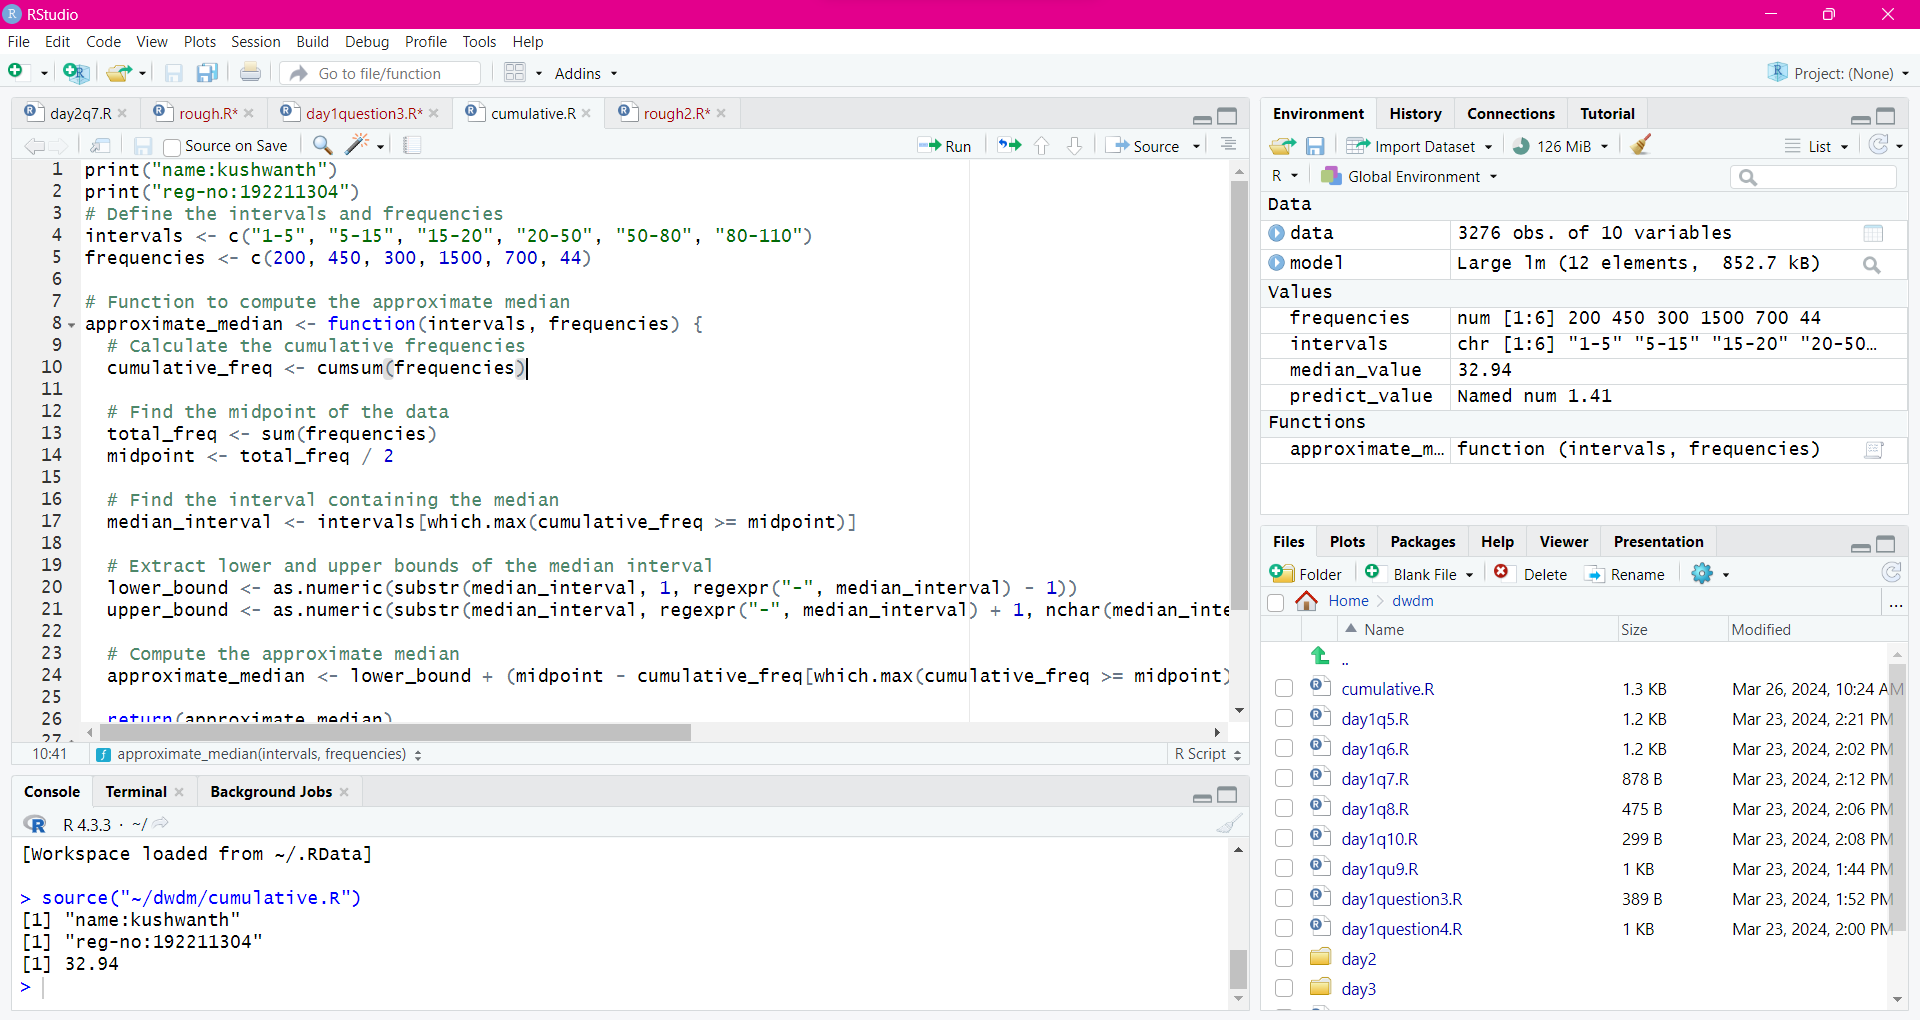 RStudio
File Edit Code View Plots Session Build Debug Profile Tools Help
Go to file/function Addins Project: (None)
day2q7.R rough.R* day1question3.R* cumulative.R rough2.R*
Source on Save Run Source
1 print("name:kushwanth")
2 print("reg-no:192211304")
3 # Define the intervals and frequencies
4 intervals <- c("1-5", "5-15", "15-20", "20-50", "50-80", "80-110")
5 frequencies <- c(200, 450, 300, 1500, 700, 44)
6
7 # Function to compute the approximate median
8 approximate_median <- function(intervals, frequencies) {
9 # Calculate the cumulative frequencies
10 cumulative_freq <- cumsum(frequencies)
11
12 # Find the midpoint of the data
13 total_freq <- sum(frequencies)
14 midpoint <- total_freq / 2
15
16 # Find the interval containing the median
17 median_interval <- intervals[which.max(cumulative_freq >= midpoint)]
18
19 # Extract lower and upper bounds of the median interval
20 lower_bound <- as.numeric(substr(median_interval, 1, regexpr("-", median_interval) - 1))
21 upper_bound <- as.numeric(substr(median_interval, regexpr("-", median_interval) + 1, nchar(median_inte
22
23 # Compute the approximate median
24 approximate_median <- lower_bound + (midpoint - cumulative_freq[which.max(cumulative_freq >= midpoint)
25
26 return(approximate_median)
27
10:41 approximate_median(intervals, frequencies) R Script
Console Terminal Background Jobs
R 4.3.3 · ~/
[Workspace loaded from ~/.RData]
> source("~/dwdm/cumulative.R")
[1] "name:kushwanth"
[1] "reg-no:192211304"
[1] 32.94
>
Environment History Connections Tutorial
Import Dataset 126 MiB List
R Global Environment
Data
data 3276 obs. of 10 variables
model Large lm (12 elements, 852.7 kB)
Values
frequencies num [1:6] 200 450 300 1500 700 44
intervals chr [1:6] "1-5" "5-15" "15-20" "20-50…
median_value 32.94
predict_value Named num 1.41
Functions
approximate_m… function (intervals, frequencies)
Files Plots Packages Help Viewer Presentation
Folder Blank File Delete Rename
Home dwdm ...
Name Size Modified
..
cumulative.R 1.3 KB Mar 26, 2024, 10:24 AM
day1q5.R 1.2 KB Mar 23, 2024, 2:21 PM
day1q6.R 1.2 KB Mar 23, 2024, 2:02 PM
day1q7.R 878 B Mar 23, 2024, 2:12 PM
day1q8.R 475 B Mar 23, 2024, 2:06 PM
day1q10.R 299 B Mar 23, 2024, 2:08 PM
day1qu9.R 1 KB Mar 23, 2024, 1:44 PM
day1question3.R 389 B Mar 23, 2024, 1:52 PM
day1question4.R 1 KB Mar 23, 2024, 2:00 PM
day2
day3